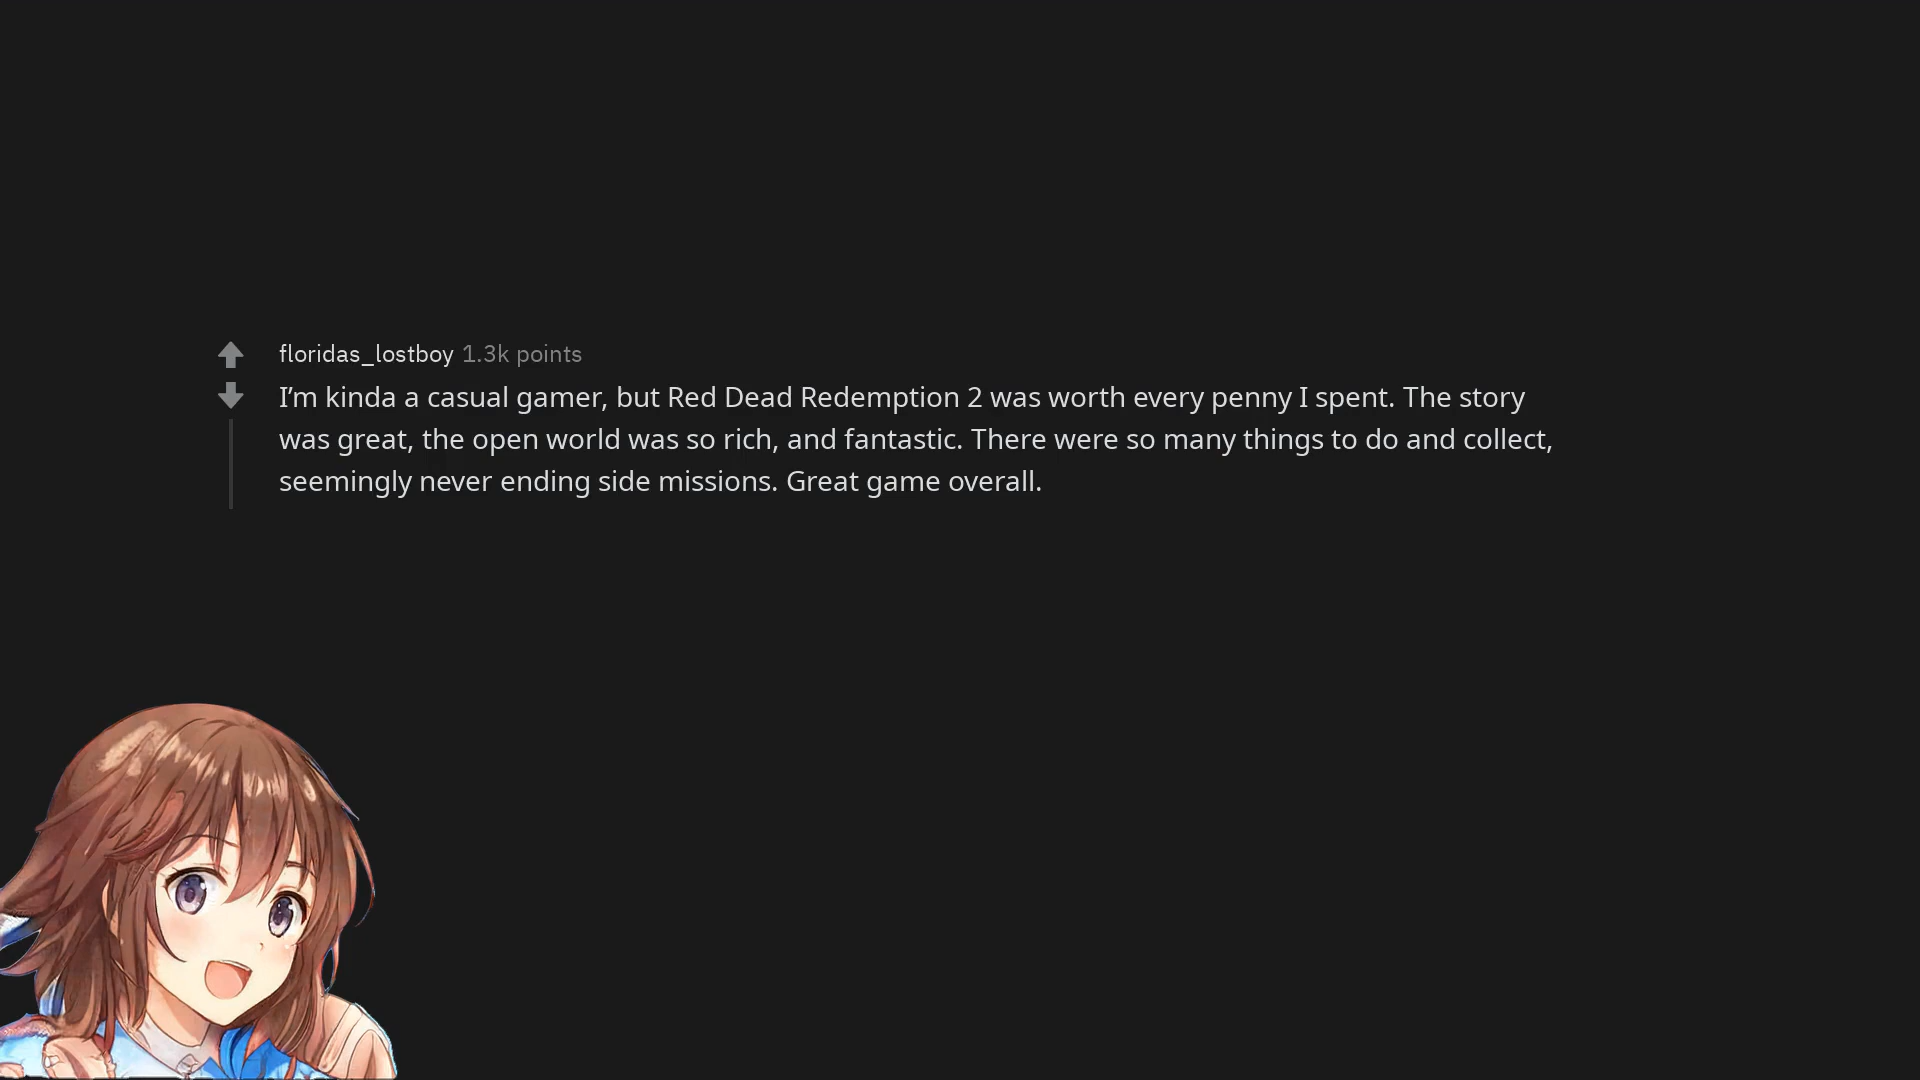 floridas_lostboy 1.3k points
I’m kinda a casual gamer, but Red Dead Redemption 2 was worth every penny I spent. The story
was great, the open world was so rich, and fantastic. There were so many things to do and collect,
seemingly never ending side missions. Great game overall.